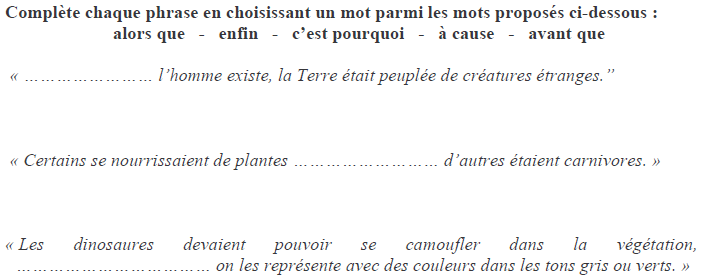 Complète chaque phrase en choisissant un mot parmi les mots proposés ci-dessous :
alors que - enfin - c’est pourquoi - à cause - avant que
« …………………… l’homme existe, la Terre était peuplée de créatures étranges.”
« Certains se nourrissaient de plantes ……………………… d’autres étaient carnivores. »
« Les dinosaures devaient pouvoir se camoufler dans la végétation,
……………………………… on les représente avec des couleurs dans les tons gris ou verts. »